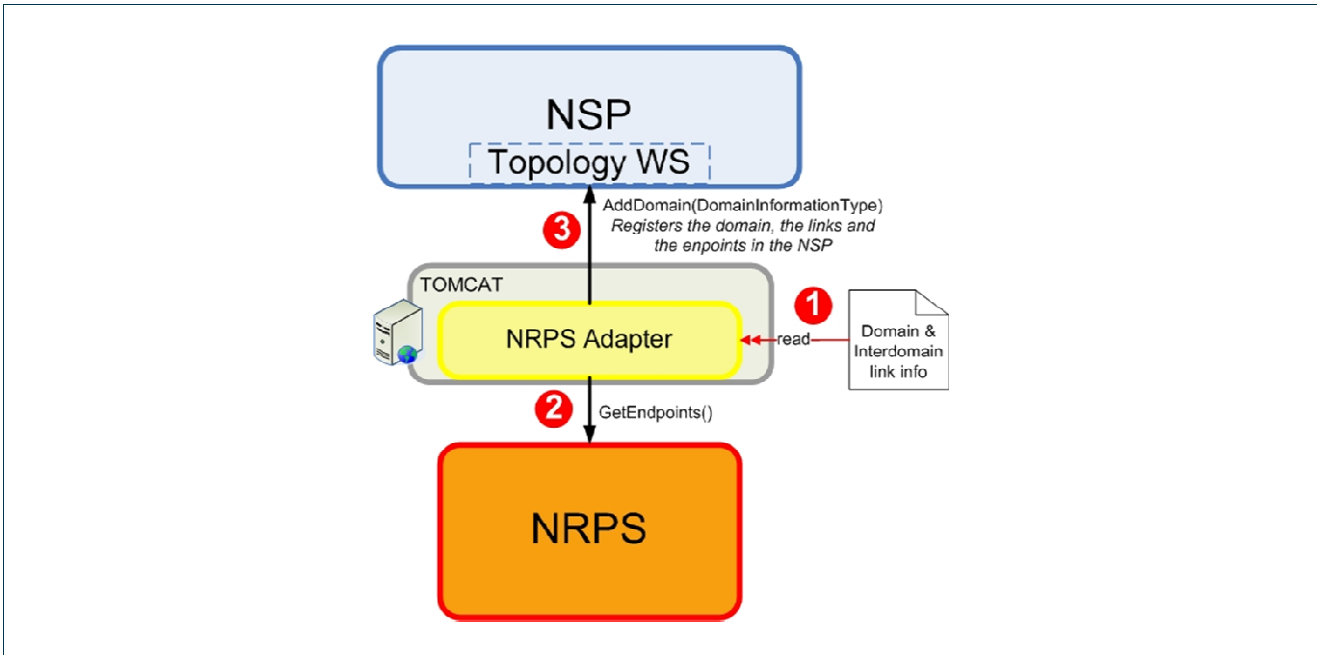 NSP
Topology WS
AddDomain(DomainInformationType)
Registers the domain, the links and
the enpoints in the NSP
3
TOMCAT
NRPS Adapter
1
read
Domain &
Interdomain
link info
2
GetEndpoints()
NRPS